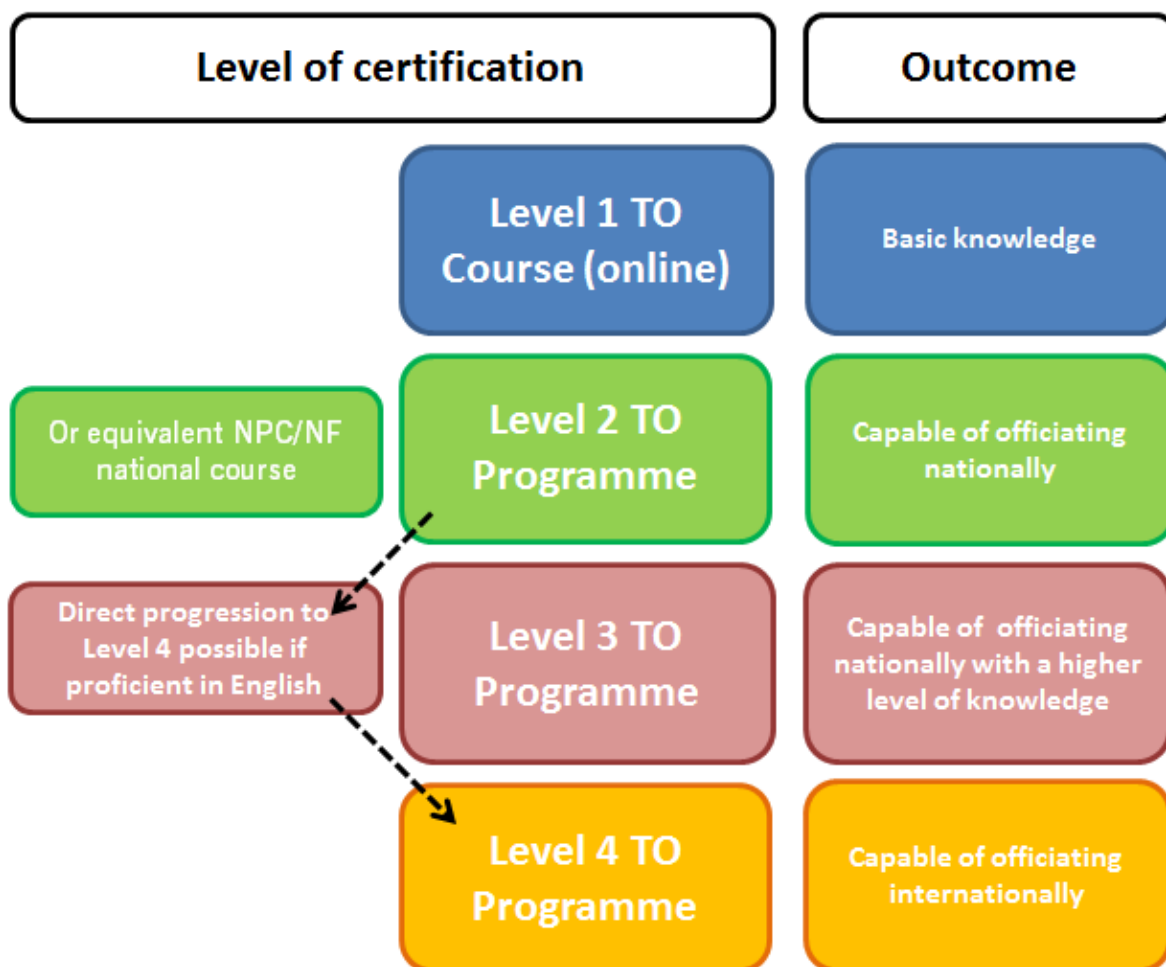 Level of certification
Outcome
Level 1 TO
Course (online)
Basic knowledge
Or equivalent NPC/NF
national course
Level 2 TO
Programme
Capable of officiating
nationally
Direct progression to
Level 4 possible if
proficient in English
Level 3 TO
Programme
Capable of officiating
nationally with a higher
level of knowledge
Level 4 TO
Programme
Capable of officiating
internationally